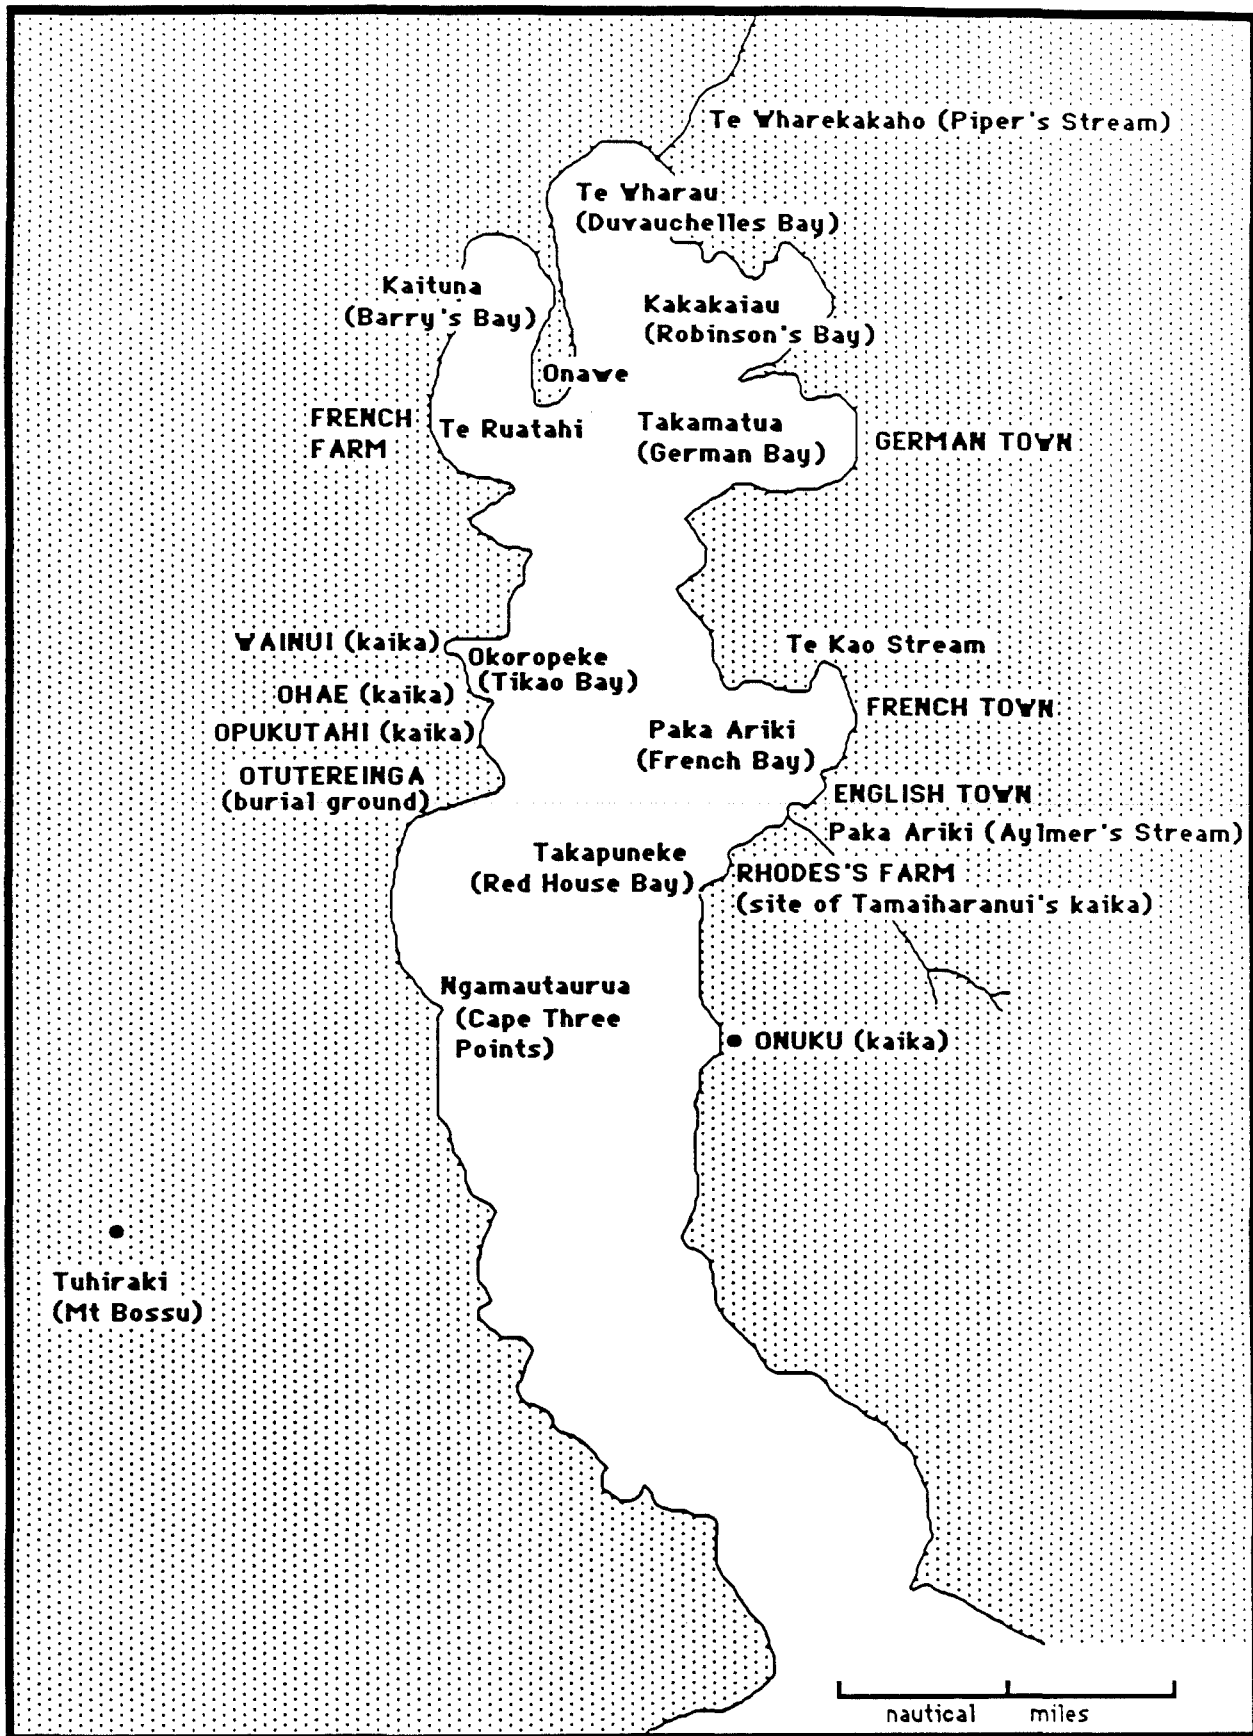 Te Wharekakaho (Piper's Stream)
Te Wharau
(Duvauchelles Bay)
Kaituna
(Barry's Bay)
Kakakaiau
(Robinson's Bay)
Onawe
FRENCH
FARM
Te Ruatahi
Takamatua
(German Bay)
GERMAN TOWN
WAINUI (kaika)
Okoropeke
(Tikao Bay)
Te Kao Stream
OHAE (kaika)
FRENCH TOWN
OPUKUTAHI (kaika)
Paka Ariki
(French Bay)
OTUTEREINGA
(burial ground)
ENGLISH TOWN
Paka Ariki (Aylmer's Stream)
Takapuneke
(Red House Bay)
RHODES'S FARM
(site of Tamaiharanui's kaika)
Ngamautaurua
(Cape Three
Points)
ONUKU (kaika)
Tuhiraki
(Mt Bossu)
nautical miles